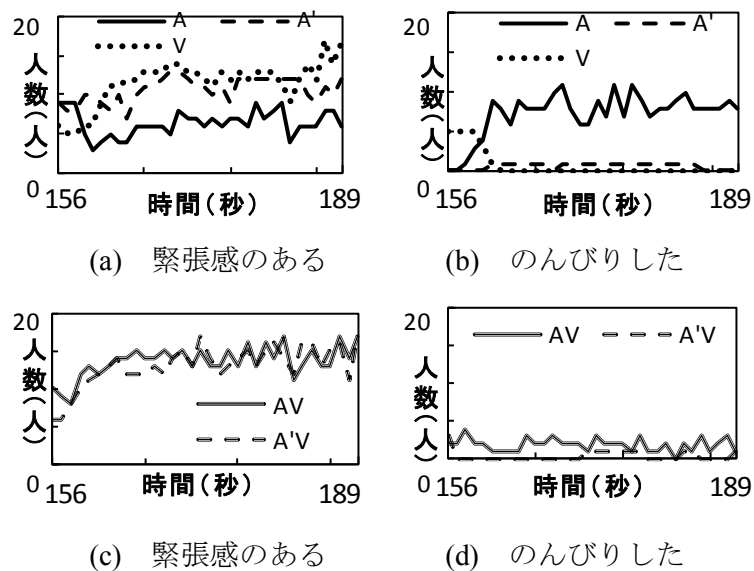 20
A
A'
V
人数(人)
0
156
189
時間(秒)
(a) 緊張感のある
20
A
A'
V
人数(人)
0
156
189
時間(秒)
(b) のんびりした
20
AV
A'V
人数(人)
0
156
189
時間(秒)
(c) 緊張感のある
20
AV
A'V
人数(人)
0
156
189
時間(秒)
(d) のんびりした